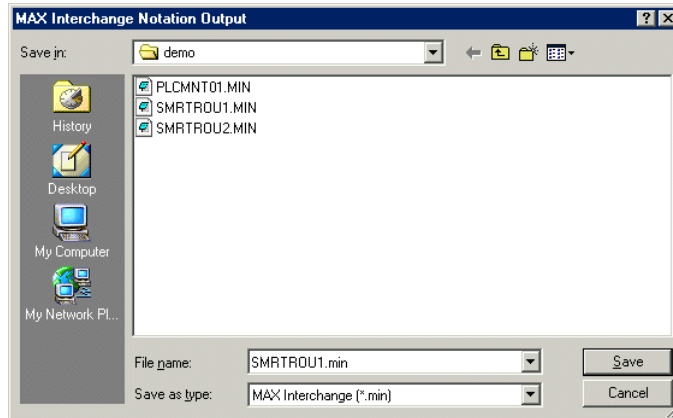 MAX Interchange Notation Output
Save in:
demo
PLCMNT01.MIN
SMRTROU1.MIN
SMRTROU2.MIN
History
Desktop
My Computer
My Network Pl...
File name:
SMRTROU1.min
Save
Save as type:
MAX Interchange (*.min)
Cancel